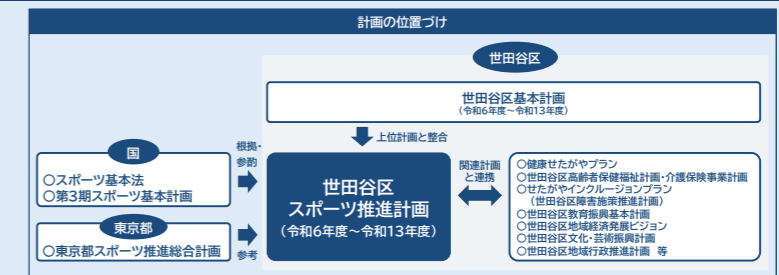 計画の位置づけ
世田谷区
世田谷区基本計画
（令和6年度～令和13年度）
上位計画と整合
国
○スポーツ基本法
○第3期スポーツ基本計画
根拠・
参酌
東京都
○東京都スポーツ推進総合計画
参考
世田谷区
スポーツ推進計画
（令和6年度～令和13年度）
関連計画
と連携
○健康せたがやプラン
○世田谷区高齢者保健福祉計画・介護保険事業計画
○せたがやインクルージョンプラン
（世田谷区障害施策推進計画）
○世田谷区教育振興基本計画
○世田谷区地域経済発展ビジョン
○世田谷区文化・芸術振興計画
○世田谷区地域行政推進計画　等